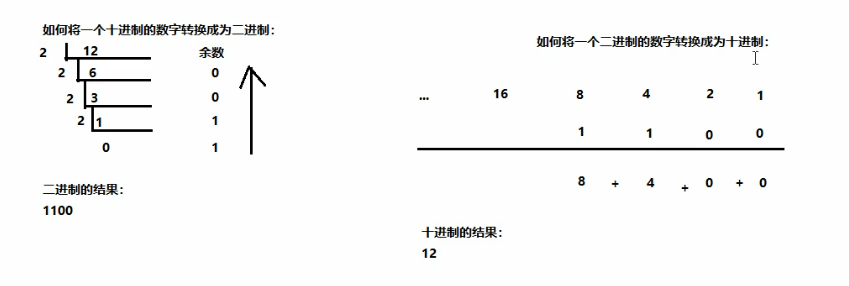 如何将一个十进制的数字转换成为二进制：
2 12 余数
2 6 0
2 3 0
2 1 1
0 1
二进制的结果：
1100
如何将一个二进制的数字转换成为十进制：
... 16 8 4 2 1
1 1 0 0
8 + 4 + 0 + 0
十进制的结果：
12